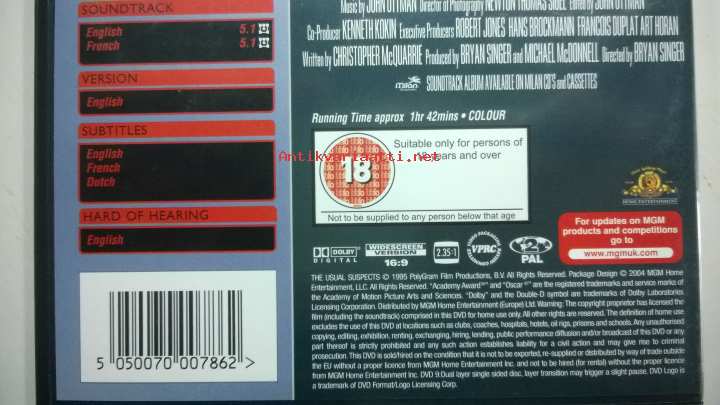 SOUNDTRACK
English 5.1
French 5.1
VERSION
English
SUBTITLES
English
French
Dutch
HARD OF HEARING
English
5 050070 007862 >
Music by JOHN OTTMAN Director of Photography NEWTON THOMAS SIGEL Edited by JOHN OTTMAN
Co-Producer KENNETH KOKIN Executive Producers ROBERT JONES HANS BROCKMANN FRANCOIS DUPLAT ART HORAN
Written by CHRISTOPHER McQUARRIE Produced by BRYAN SINGER and MICHAEL McDONNELL Directed by BRYAN SINGER
milan SOUNDTRACK ALBUM AVAILABLE ON MILAN CD'S and CASSETTES
Running Time approx 1hr 42mins • COLOUR
18
Suitable only for persons of
years and over
Not to be supplied to any person below that age
Antikvariaatti.net
DOLBY
DIGITAL
WIDESCREEN
VERSION
16:9
2.35:1
VPRC
2
PAL
HOME ENTERTAINMENT
For updates on MGM
products and competitions
go to
www.mgmuk.com
THE USUAL SUSPECTS © 1995 PolyGram Film Productions, B.V. All Rights Reserved. Package Design © 2004 MGM Home
Entertainment, LLC. All Rights Reserved. "Academy Award®" and "Oscar ®" are the registered trademarks and service marks of
the Academy of Motion Picture Arts and Sciences. "Dolby" and the Double-D symbol are trademarks of Dolby Laboratories
Licensing Corporation. Distributed by MGM Home Entertainment (Europe) Ltd. Warning: The copyright proprietor has licensed the
film (including the soundtrack) comprised in this DVD for home use only. All other rights are reserved. The definition of home use
excludes the use of this DVD at locations such as clubs, coaches, hospitals, hotels, oil rigs, prisons and schools. Any unauthorised
copying, editing, exhibition, renting, exchanging, hiring, lending, public performance diffusion and/or broadcast of this DVD or any
part thereof is strictly prohibited and any such action establishes liability for a civil action and may give rise to criminal
prosecution. This DVD is sold/hired on the condition that it is not to be exported, re-supplied or distributed by way of trade outside
the EU without a proper licence from MGM Home Entertainment Inc. and not to be hired (for rental) without the proper licence
from MGM Home Entertainment Inc. DVD 9:Dual layer single sided disc, layer transition may trigger a slight pause. DVD Logo is
a trademark of DVD Format/Logo Licensing Corp.